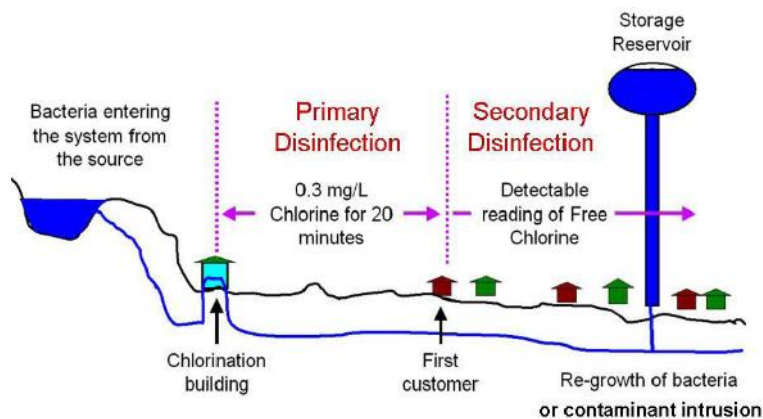 Storage
Reservoir
Bacteria entering
the system from
the source
Primary
Disinfection
Secondary
Disinfection
0.3 mg/L
Chlorine for 20
minutes
Detectable
reading of Free
Chlorine
Chlorination
building
First
customer
Re-growth of bacteria
or contaminant intrusion